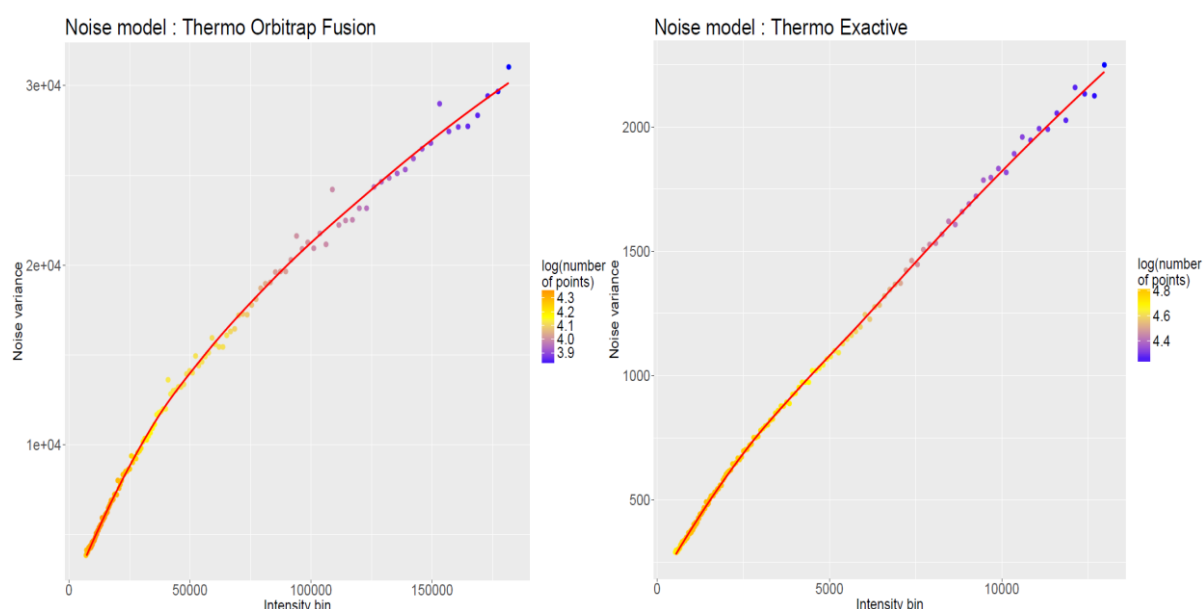 Noise model : Thermo Orbitrap Fusion
3e+04
2e+04
1e+04
Noise variance
0
50000
100000
150000
Intensity bin
log(number
of points)
4.3
4.2
4.1
4.0
3.9
Noise model : Thermo Exactive
2000
1500
1000
500
Noise variance
0
5000
10000
Intensity bin
log(number
of points)
4.8
4.6
4.4